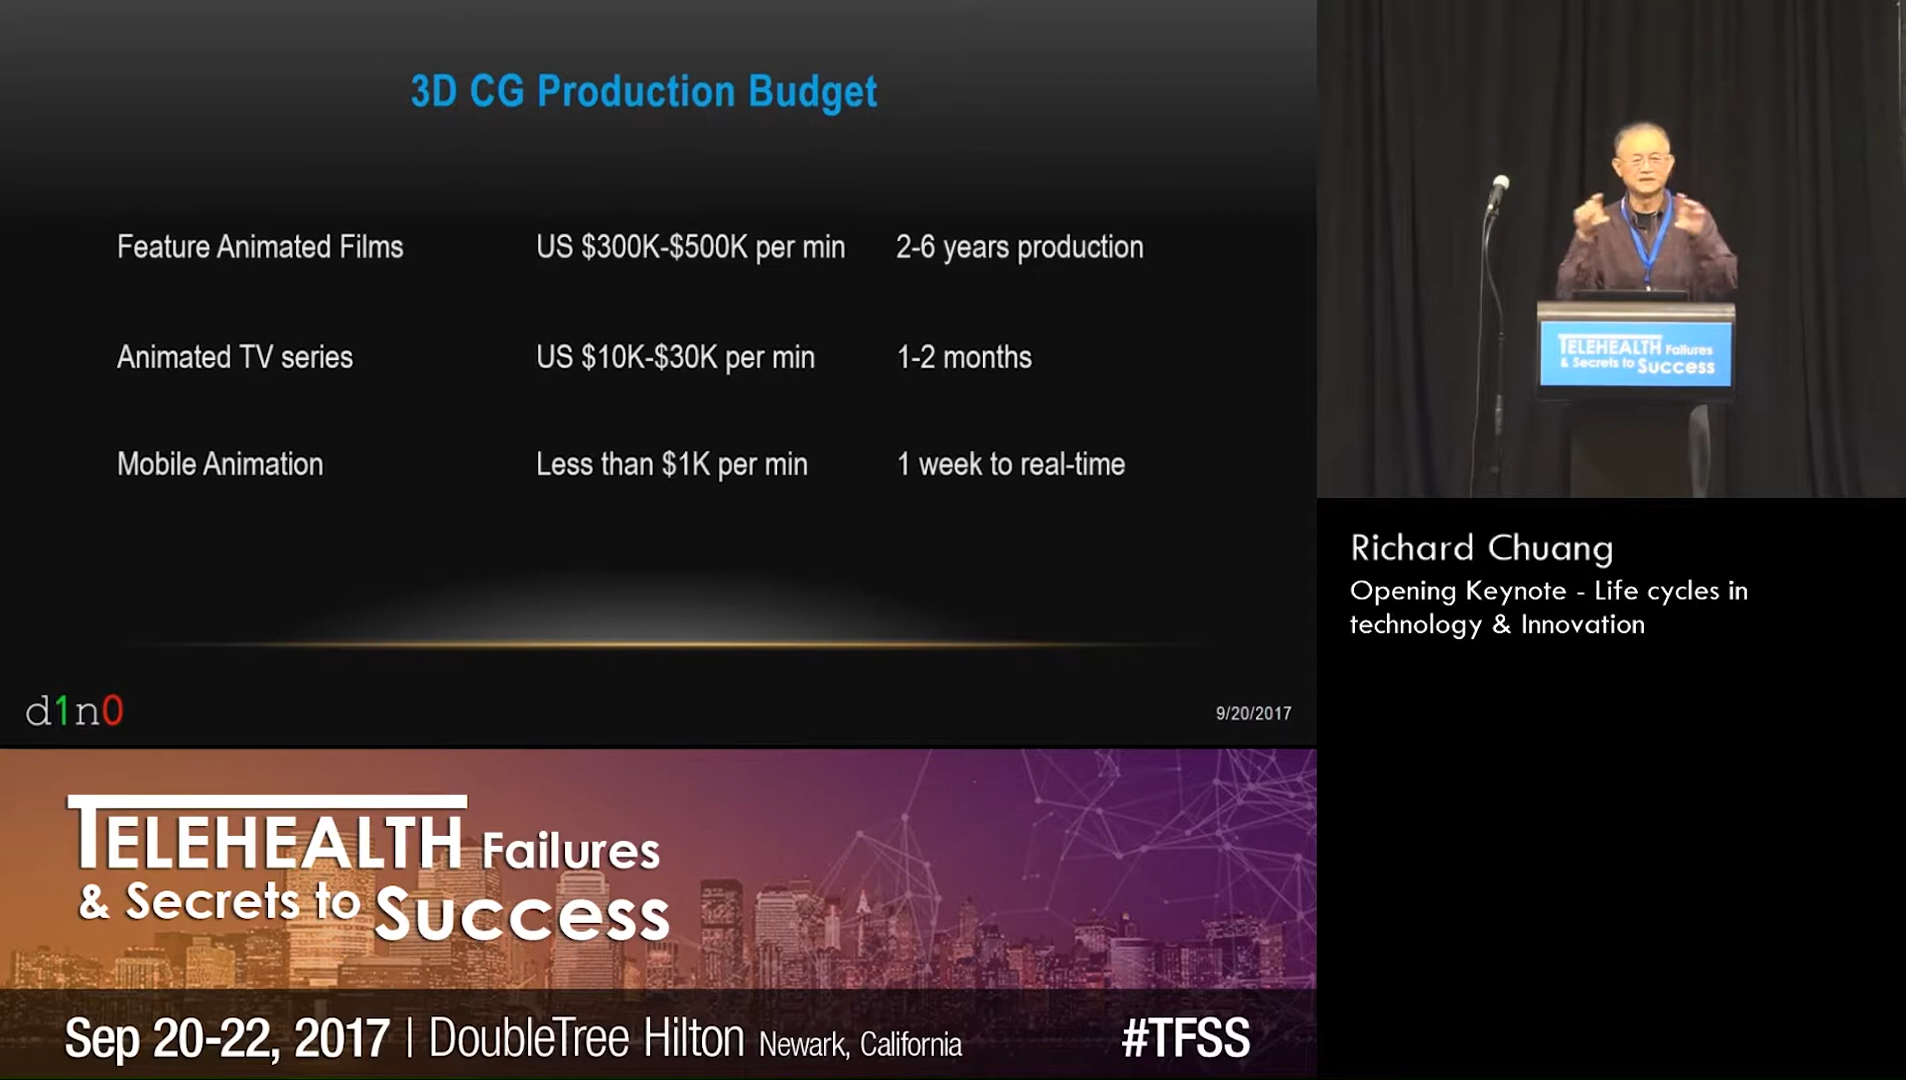 3D CG Production Budget
Feature Animated Films US $300K-$500K per min 2-6 years production
Animated TV series US $10K-$30K per min 1-2 months
Mobile Animation Less than $1K per min 1 week to real-time
d1n0
9/20/2017
TELEHEALTH Failures
& Secrets to Success
Richard Chuang
Opening Keynote - Life cycles in
technology & Innovation
TELEHEALTH Failures
& Secrets to Success
Sep 20-22, 2017 | DoubleTree Hilton Newark, California #TFSS